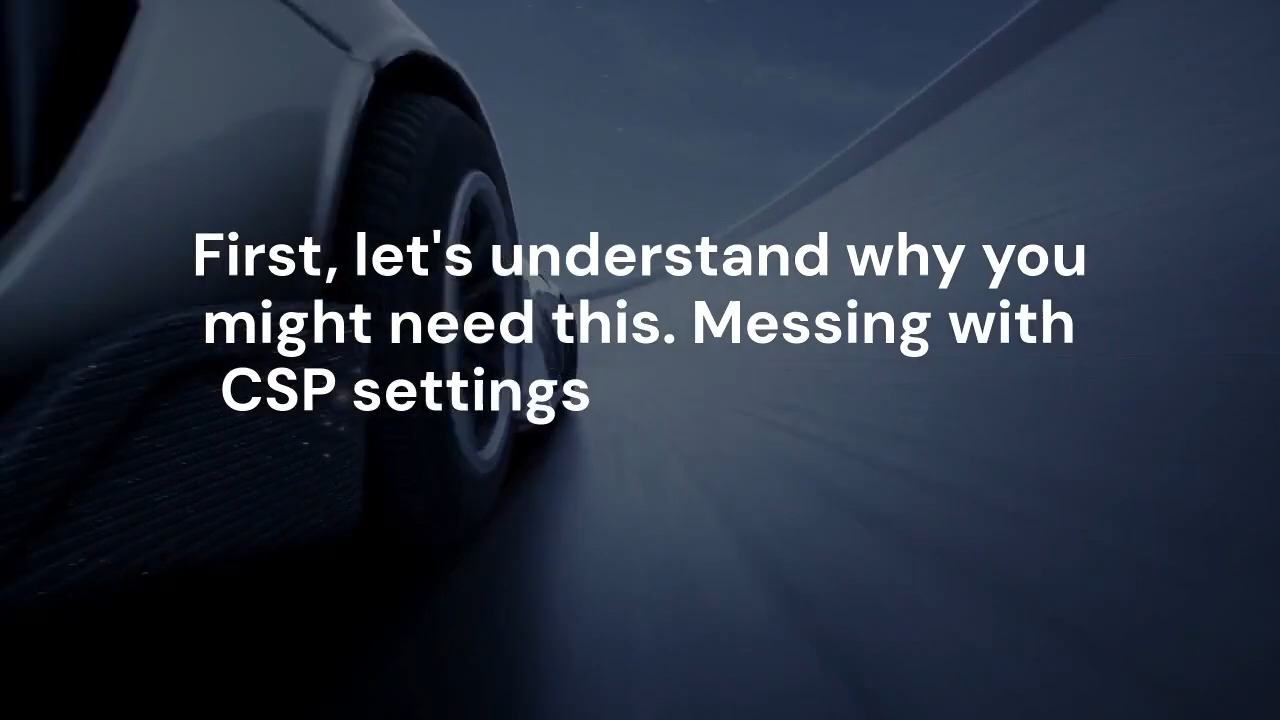 First, let's understand why you
might need this. Messing with
CSP settings